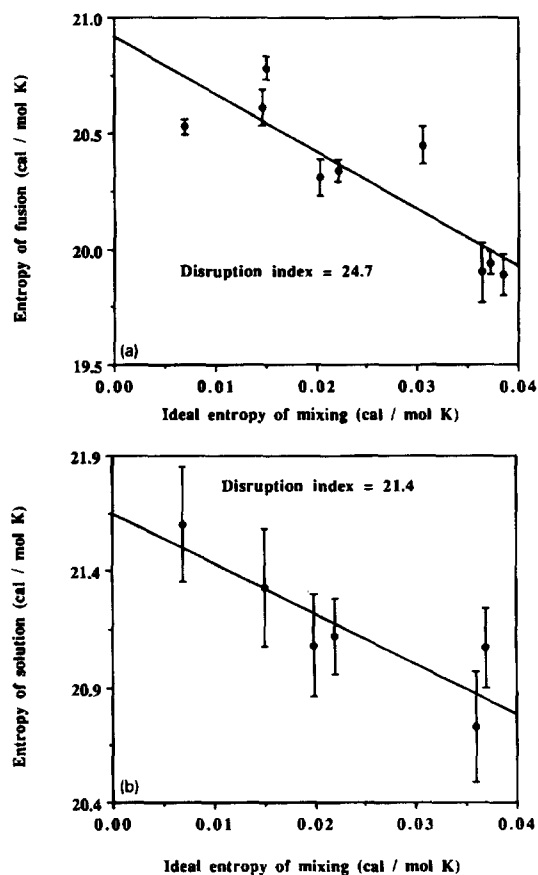 21.0
20.5
20.0
19.5
Entropy of fusion (cal / mol K)
Disruption index = 24.7
(a)
0.00 0.01 0.02 0.03 0.04
Ideal entropy of mixing (cal / mol K)
21.9
21.4
20.9
20.4
Entropy of solution (cal / mol K)
Disruption index = 21.4
(b)
0.00 0.01 0.02 0.03 0.04
Ideal entropy of mixing (cal / mol K)